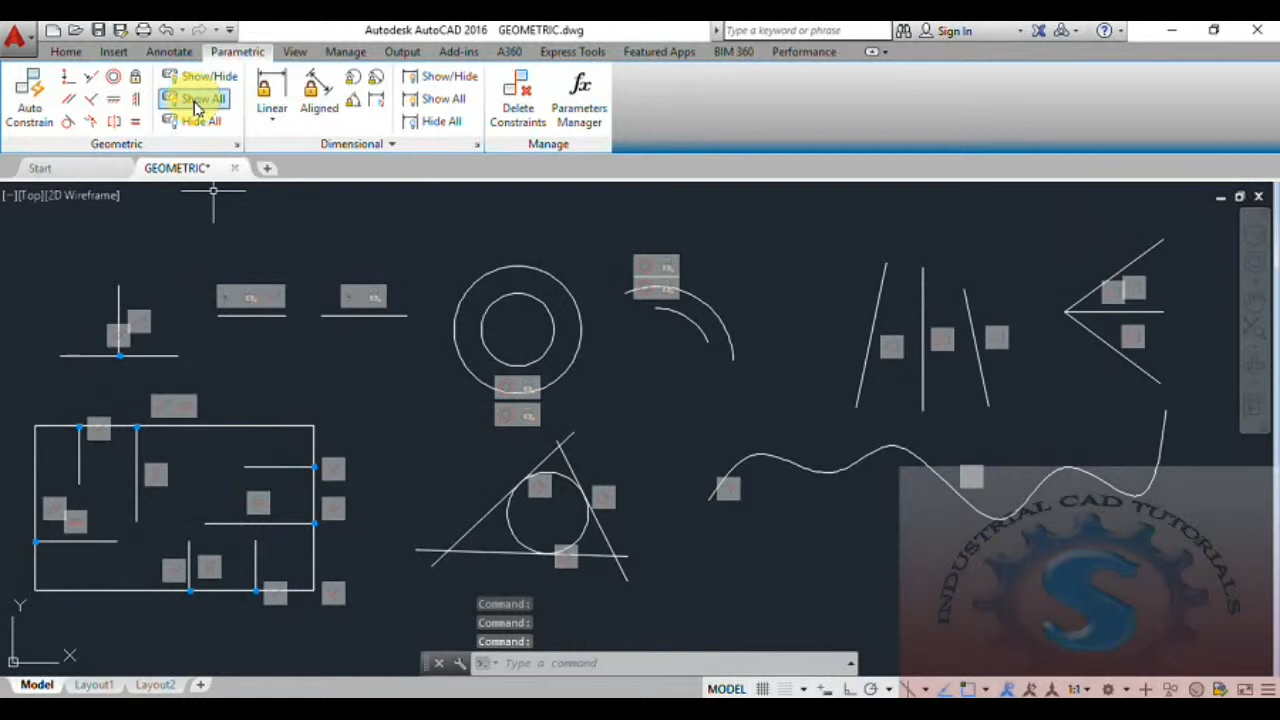 Autodesk AutoCAD 2016 GEOMETRIC.dwg
Type a keyword or phrase
Sign In
Home Insert Annotate Parametric View Manage Output Add-ins A360 Express Tools Featured Apps BIM 360 Performance
Auto
Constrain
Show/Hide
Show All
Hide All
Geometric
Linear
Aligned
Show/Hide
Show All
Hide All
Dimensional
Delete
Constraints
fx
Parameters
Manager
Manage
Start GEOMETRIC*
[−][Top][2D Wireframe]
INDUSTRIAL CAD TUTORIALS
S
Y
X
Command:
Command:
Command:
Type a command
Model Layout1 Layout2
MODEL
1:1